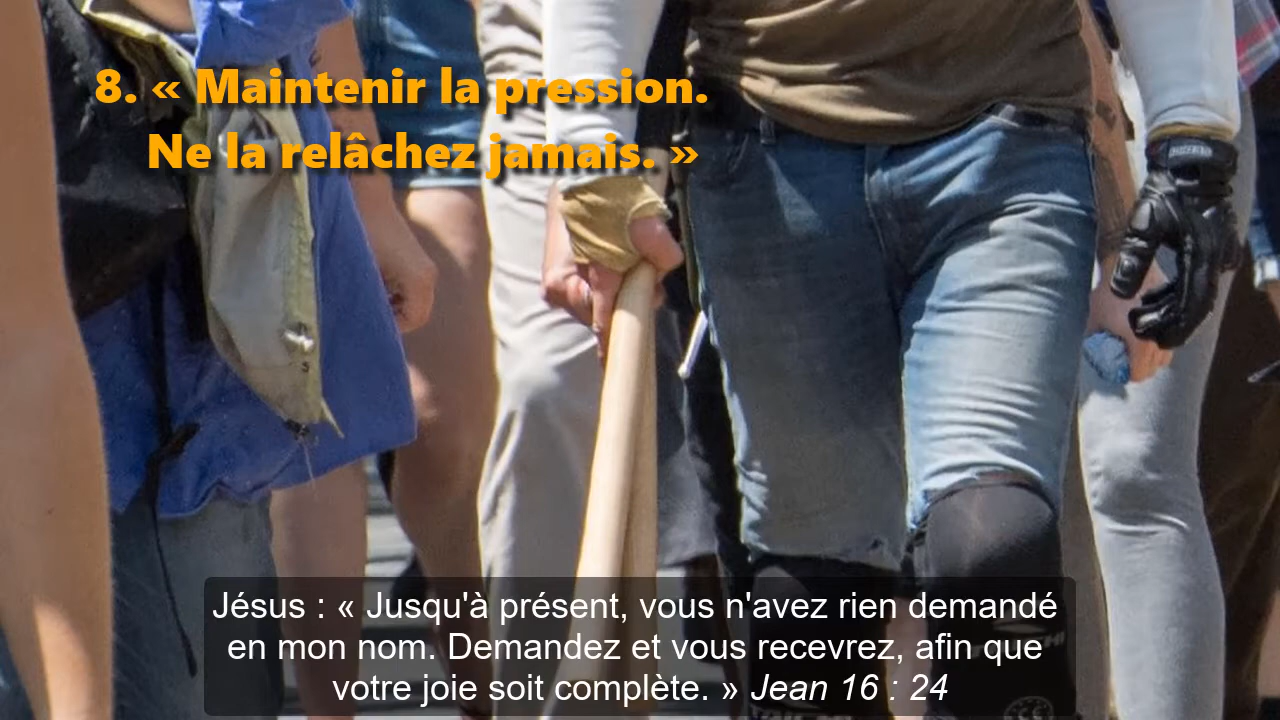 8. « Maintenir la pression.
Ne la relâchez jamais. »
Jésus : « Jusqu'à présent, vous n'avez rien demandé
en mon nom. Demandez et vous recevrez, afin que
votre joie soit complète. » Jean 16 : 24